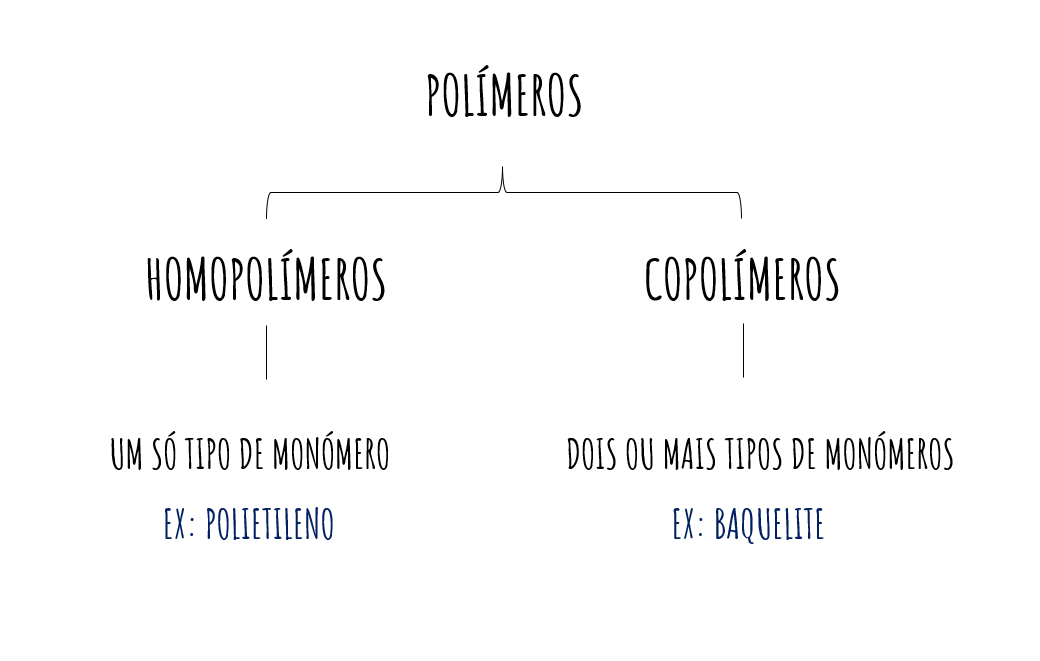 POLÍMEROS
HOMOPOLÍMEROS
COPOLÍMEROS
UM SÓ TIPO DE MONÓMERO
DOIS OU MAIS TIPOS DE MONÓMEROS
EX: POLIETILENO
EX: BAQUELITE